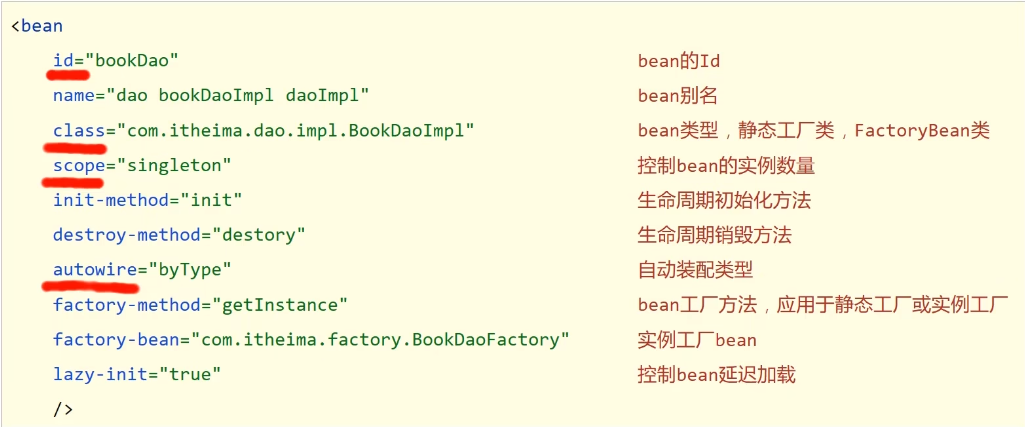 <bean
id="bookDao" bean的Id
name="dao bookDaoImpl daoImpl" bean别名
class="com.itheima.dao.impl.BookDaoImpl" bean类型，静态工厂类，FactoryBean类
scope="singleton" 控制bean的实例数量
init-method="init" 生命周期初始化方法
destroy-method="destory" 生命周期销毁方法
autowire="byType" 自动装配类型
factory-method="getInstance" bean工厂方法，应用于静态工厂或实例工厂
factory-bean="com.itheima.factory.BookDaoFactory" 实例工厂bean
lazy-init="true" 控制bean延迟加载
/>